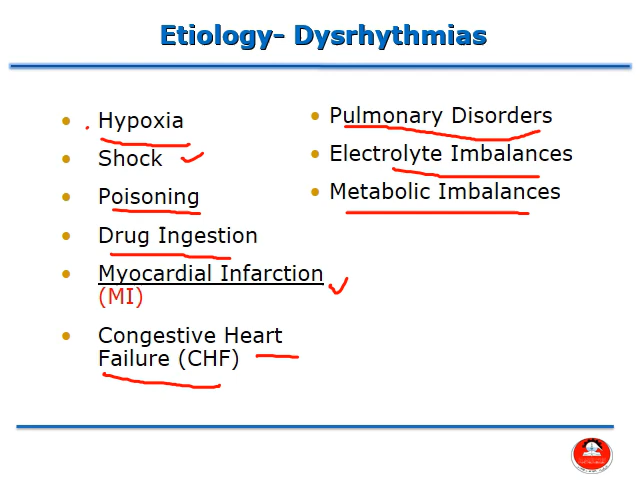 Etiology- Dysrhythmias
Hypoxia
Shock
Poisoning
Drug Ingestion
Myocardial Infarction
(MI)
Congestive Heart
Failure (CHF)
Pulmonary Disorders
Electrolyte Imbalances
Metabolic Imbalances